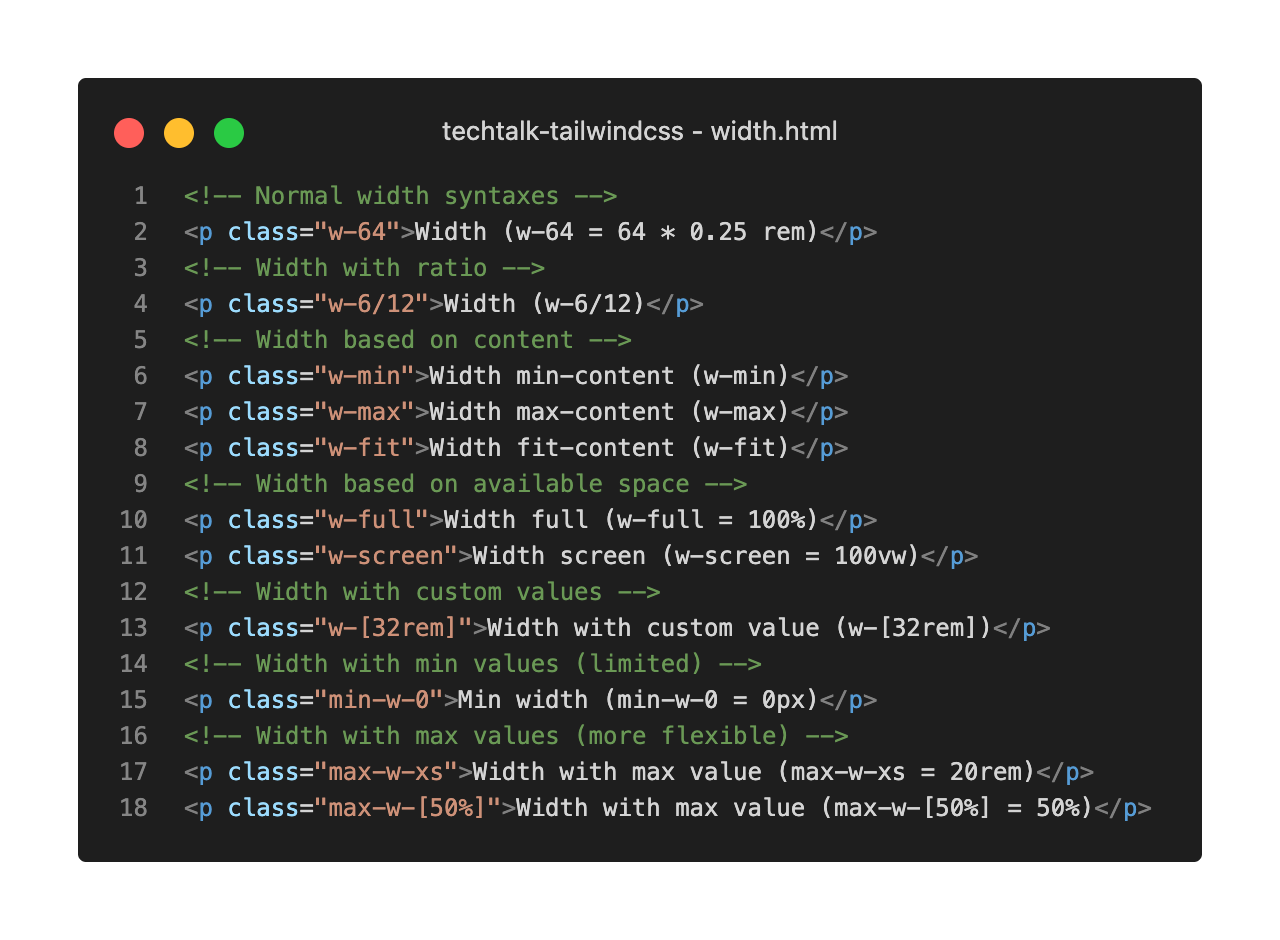 techtalk-tailwindcss - width.html
1 <!-- Normal width syntaxes -->
2 <p class="w-64">Width (w-64 = 64 * 0.25 rem)</p>
3 <!-- Width with ratio -->
4 <p class="w-6/12">Width (w-6/12)</p>
5 <!-- Width based on content -->
6 <p class="w-min">Width min-content (w-min)</p>
7 <p class="w-max">Width max-content (w-max)</p>
8 <p class="w-fit">Width fit-content (w-fit)</p>
9 <!-- Width based on available space -->
10 <p class="w-full">Width full (w-full = 100%)</p>
11 <p class="w-screen">Width screen (w-screen = 100vw)</p>
12 <!-- Width with custom values -->
13 <p class="w-[32rem]">Width with custom value (w-[32rem])</p>
14 <!-- Width with min values (limited) -->
15 <p class="min-w-0">Min width (min-w-0 = 0px)</p>
16 <!-- Width with max values (more flexible) -->
17 <p class="max-w-xs">Width with max value (max-w-xs = 20rem)</p>
18 <p class="max-w-[50%]">Width with max value (max-w-[50%] = 50%)</p>